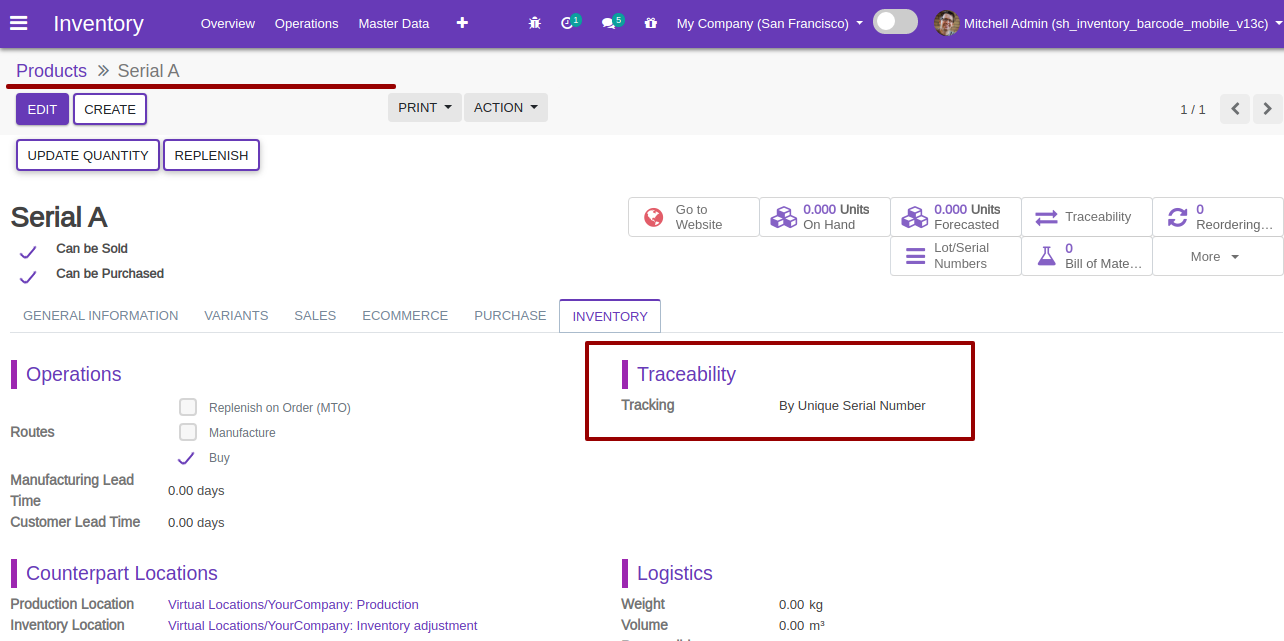 Inventory Overview Operations Master Data 1 5 My Company (San Francisco) Mitchell Admin (sh_inventory_barcode_mobile_v13c)
Products » Serial A
EDIT CREATE PRINT ACTION 1 / 1
UPDATE QUANTITY REPLENISH
Serial A
Go to
Website
0.000 Units
On Hand
0.000 Units
Forecasted
Traceability
0
Reordering...
Can be Sold
Can be Purchased
Lot/Serial
Numbers
0
Bill of Mate...
More
GENERAL INFORMATION VARIANTS SALES ECOMMERCE PURCHASE INVENTORY
Operations
Replenish on Order (MTO)
Routes Manufacture
Buy
Manufacturing Lead
Time 0.00 days
Customer Lead Time 0.00 days
Traceability
Tracking By Unique Serial Number
Counterpart Locations
Production Location Virtual Locations/YourCompany: Production
Inventory Location Virtual Locations/YourCompany: Inventory adjustment
Logistics
Weight 0.00 kg
Volume 0.00 m³